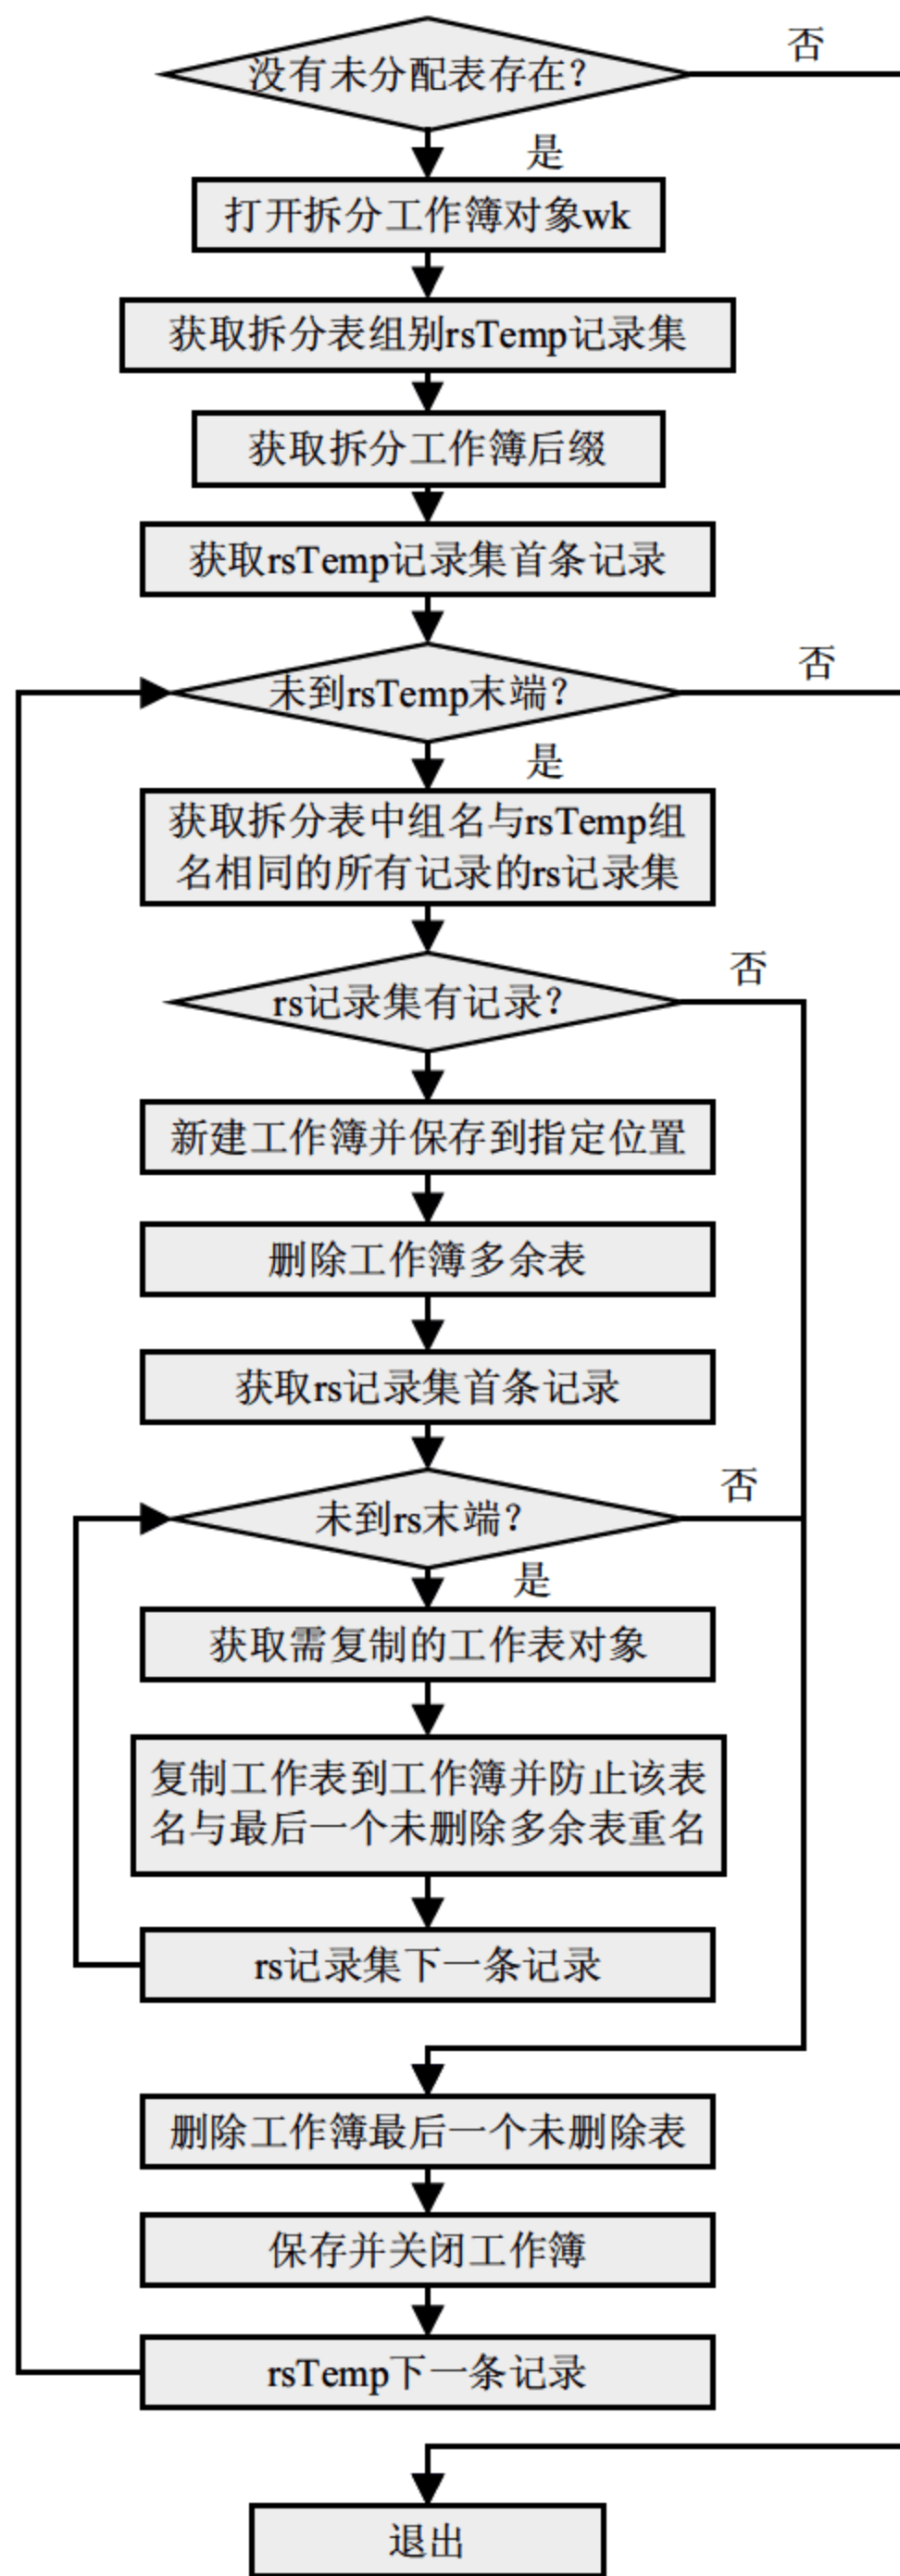 没有未分配表存在？
否
是
打开拆分工作簿对象wk
获取拆分表组别rsTemp记录集
获取拆分工作簿后缀
获取rsTemp记录集首条记录
未到rsTemp末端？
否
是
获取拆分表中组名与rsTemp组
名相同的所有记录的rs记录集
rs记录集有记录？
否
新建工作簿并保存到指定位置
删除工作簿多余表
获取rs记录集首条记录
未到rs末端？
否
是
获取需复制的工作表对象
复制工作表到工作簿并防止该表
名与最后一个未删除多余表重名
rs记录集下一条记录
删除工作簿最后一个未删除表
保存并关闭工作簿
rsTemp下一条记录
退出